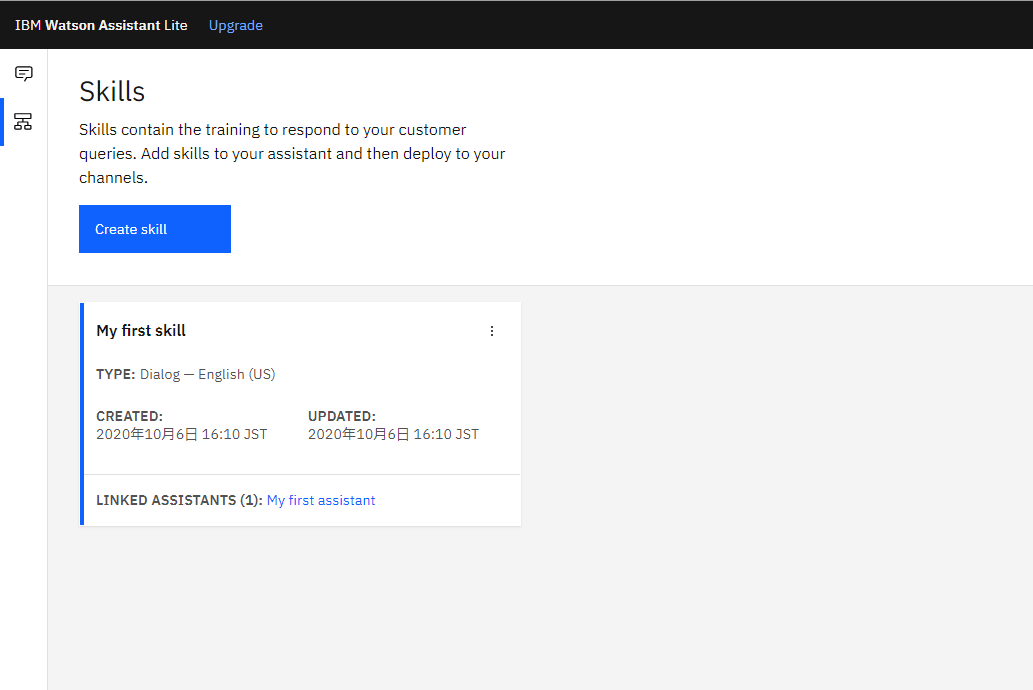 IBM Watson Assistant Lite Upgrade
Skills
Skills contain the training to respond to your customer
queries. Add skills to your assistant and then deploy to your
channels.
Create skill
My first skill
TYPE: Dialog — English (US)
CREATED: UPDATED:
2020年10月6日 16:10 JST 2020年10月6日 16:10 JST
LINKED ASSISTANTS (1): My first assistant